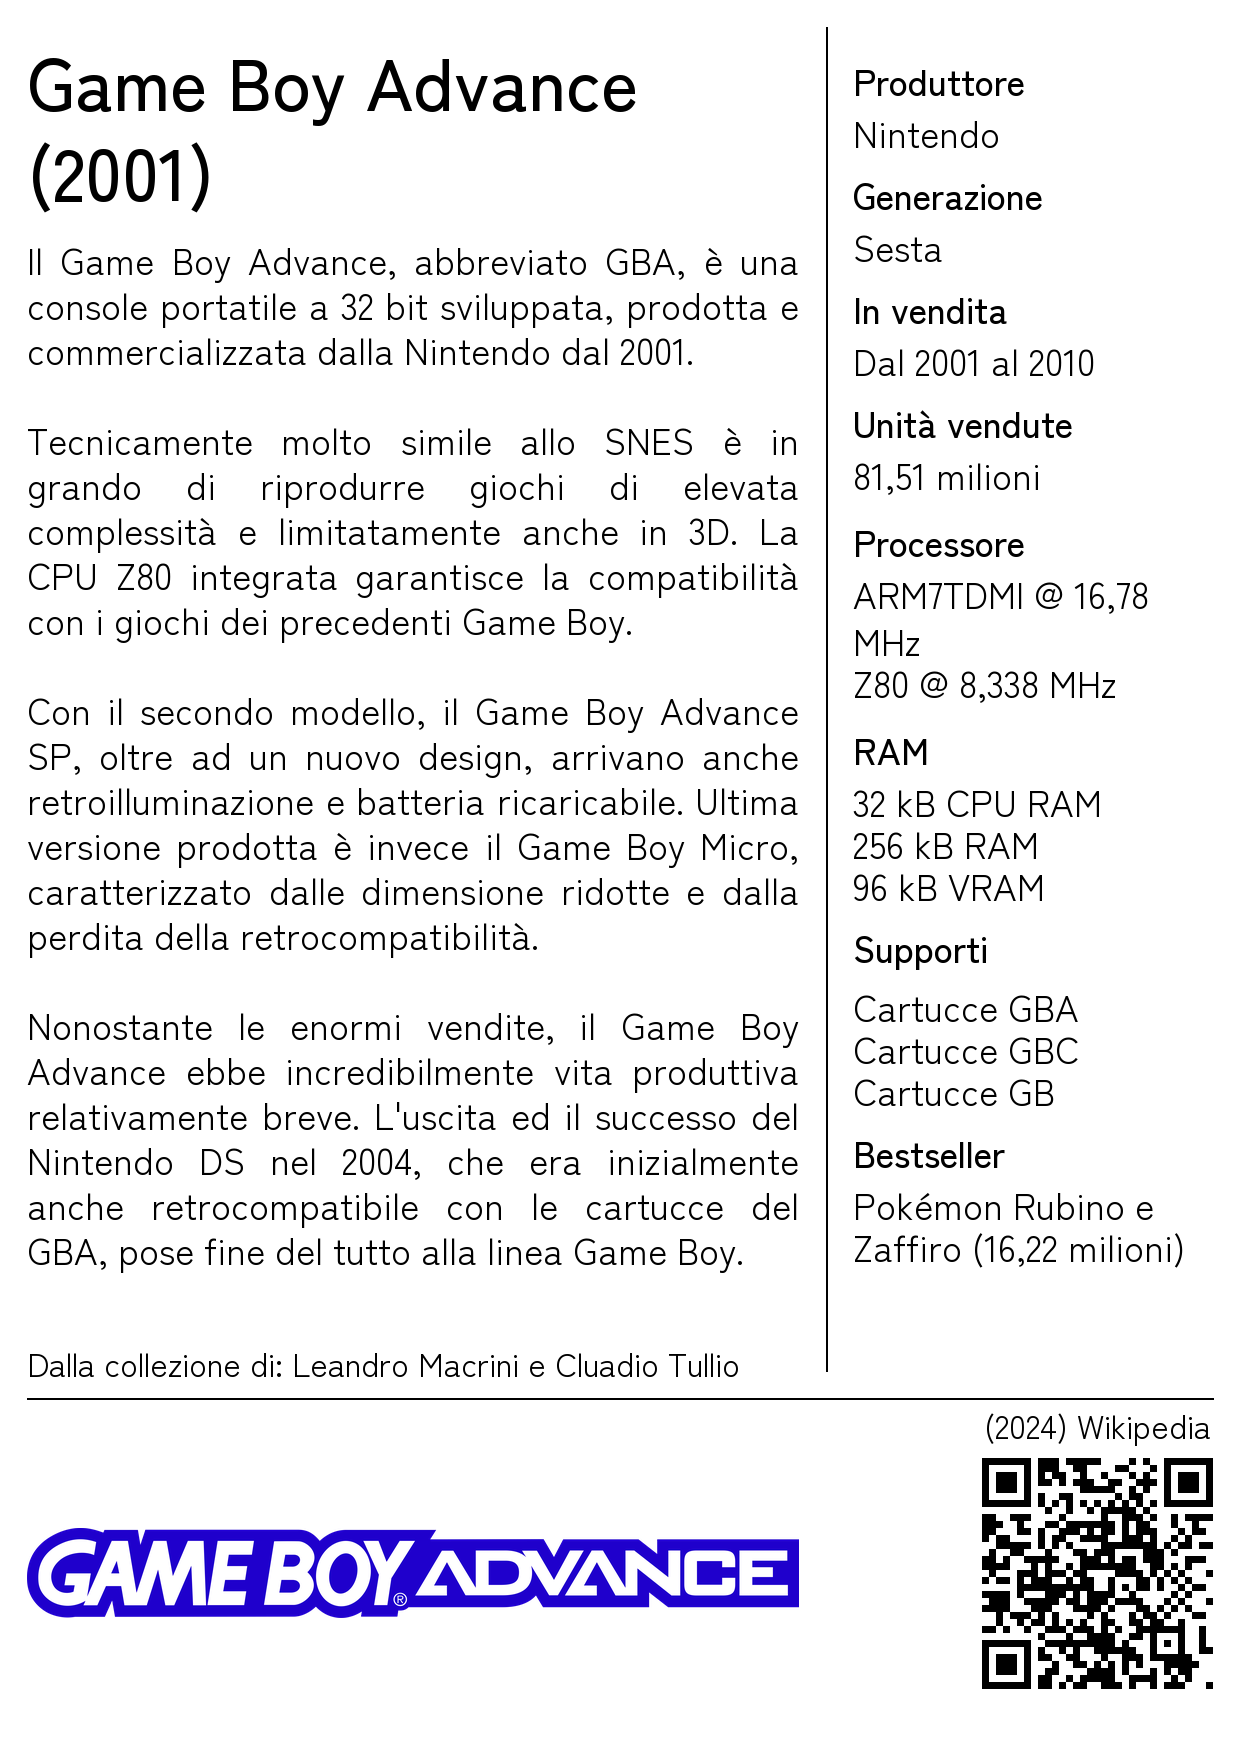 Game Boy Advance
(2001)
Il Game Boy Advance, abbreviato GBA, è una
console portatile a 32 bit sviluppata, prodotta e
commercializzata dalla Nintendo dal 2001.
Tecnicamente molto simile allo SNES è in
grando di riprodurre giochi di elevata
complessità e limitatamente anche in 3D. La
CPU Z80 integrata garantisce la compatibilità
con i giochi dei precedenti Game Boy.
Con il secondo modello, il Game Boy Advance
SP, oltre ad un nuovo design, arrivano anche
retroilluminazione e batteria ricaricabile. Ultima
versione prodotta è invece il Game Boy Micro,
caratterizzato dalle dimensione ridotte e dalla
perdita della retrocompatibilità.
Nonostante le enormi vendite, il Game Boy
Advance ebbe incredibilmente vita produttiva
relativamente breve. L'uscita ed il successo del
Nintendo DS nel 2004, che era inizialmente
anche retrocompatibile con le cartucce del
GBA, pose fine del tutto alla linea Game Boy.
Dalla collezione di: Leandro Macrini e Cluadio Tullio
Produttore
Nintendo
Generazione
Sesta
In vendita
Dal 2001 al 2010
Unità vendute
81,51 milioni
Processore
ARM7TDMI @ 16,78
MHz
Z80 @ 8,338 MHz
RAM
32 kB CPU RAM
256 kB RAM
96 kB VRAM
Supporti
Cartucce GBA
Cartucce GBC
Cartucce GB
Bestseller
Pokémon Rubino e
Zaffiro (16,22 milioni)
(2024) Wikipedia
GAME BOY® ADVANCE